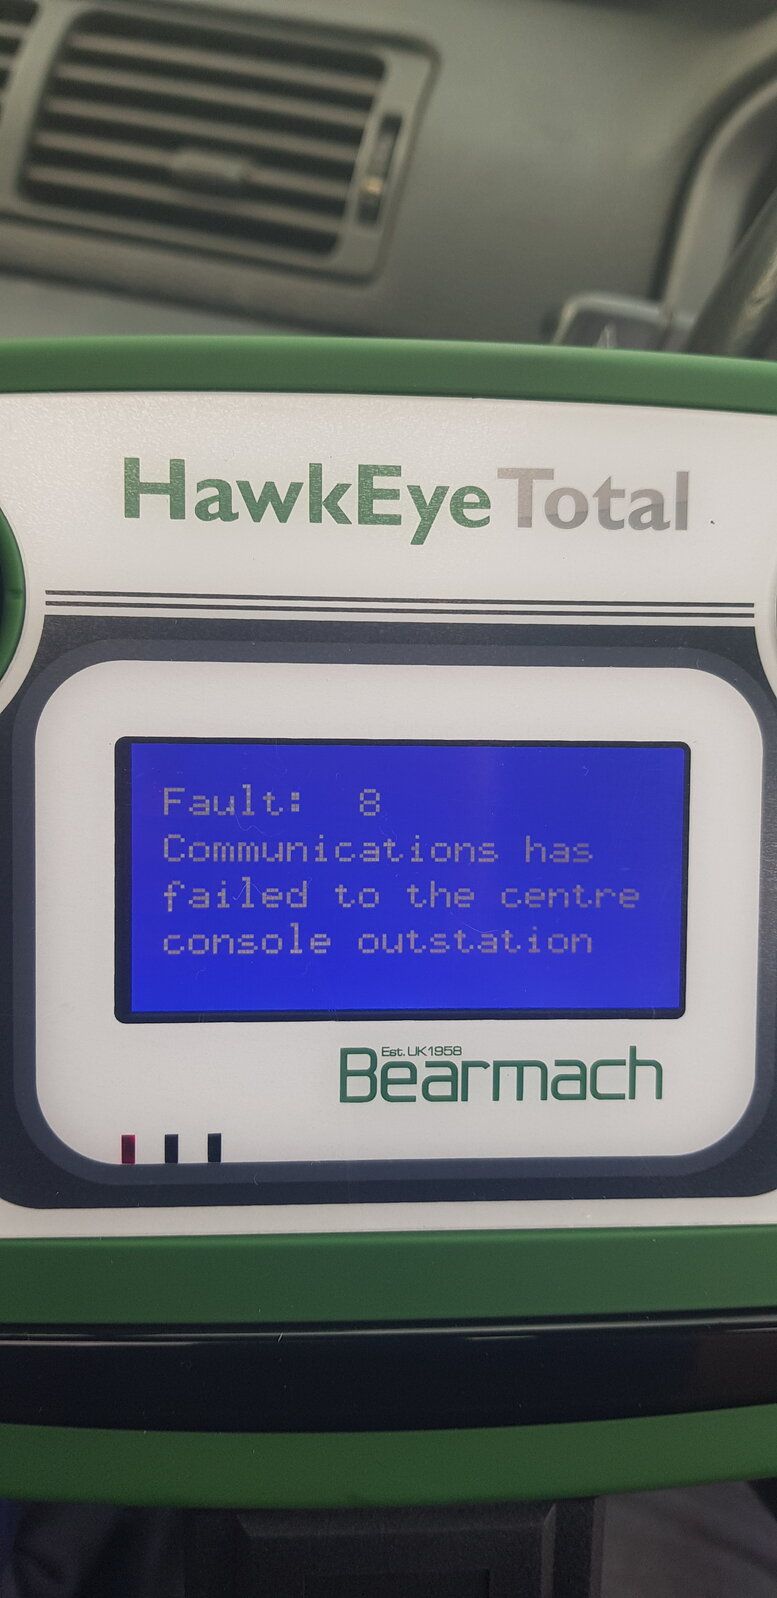 HawkEye Total
Fault: 8
Communications has
failed to the centre
console outstation
Est. UK1958
Bearmach